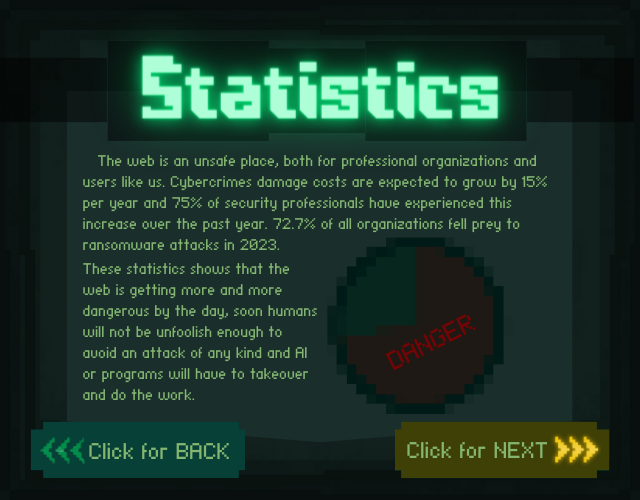 Statistics
The web is an unsafe place, both for professional organizations and
users like us. Cybercrimes damage costs are expected to grow by 15%
per year and 75% of security professionals have experienced this
increase over the past year. 72.7% of all organizations fell prey to
ransomware attacks in 2023.
These statistics shows that the
web is getting more and more
dangerous by the day, soon humans
will not be unfoolish enough to
avoid an attack of any kind and AI
or programs will have to takeover
and do the work.
DANGER
Click for BACK
Click for NEXT